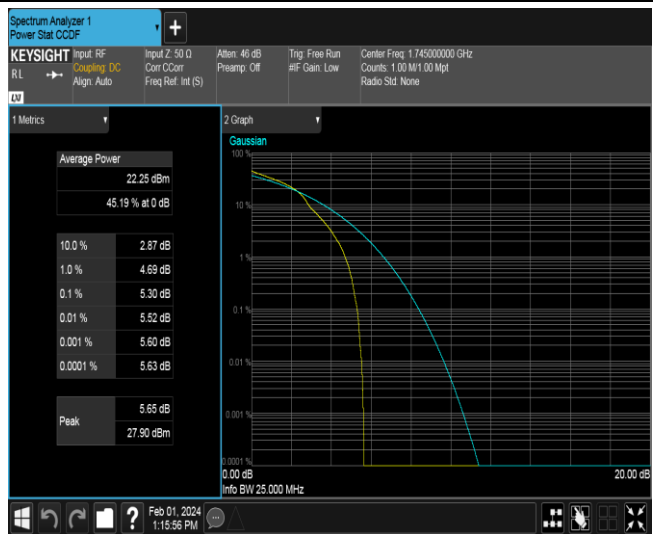 Spectrum Analyzer 1
Power Stat CCDF
+
KEYSIGHT
RL
LXI
Input: RF
Coupling: DC
Align: Auto
Input Z: 50 Ω
Corr CCorr
Freq Ref: Int (S)
Atten: 46 dB
Preamp: Off
Trig: Free Run
#IF Gain: Low
Center Freq: 1.745000000 GHz
Counts: 1.00 M/1.00 Mpt
Radio Std: None
1 Metrics
Average Power
22.25 dBm
45.19 % at 0 dB
10.0 % 2.87 dB
1.0 % 4.69 dB
0.1 % 5.30 dB
0.01 % 5.52 dB
0.001 % 5.60 dB
0.0001 % 5.63 dB
Peak
5.65 dB
27.90 dBm
2 Graph
Gaussian
100 %
10 %
1 %
0.1 %
0.01 %
0.001 %
0.0001 %
0.00 dB 20.00 dB
Info BW 25.000 MHz
?
Feb 01, 2024
1:15:56 PM